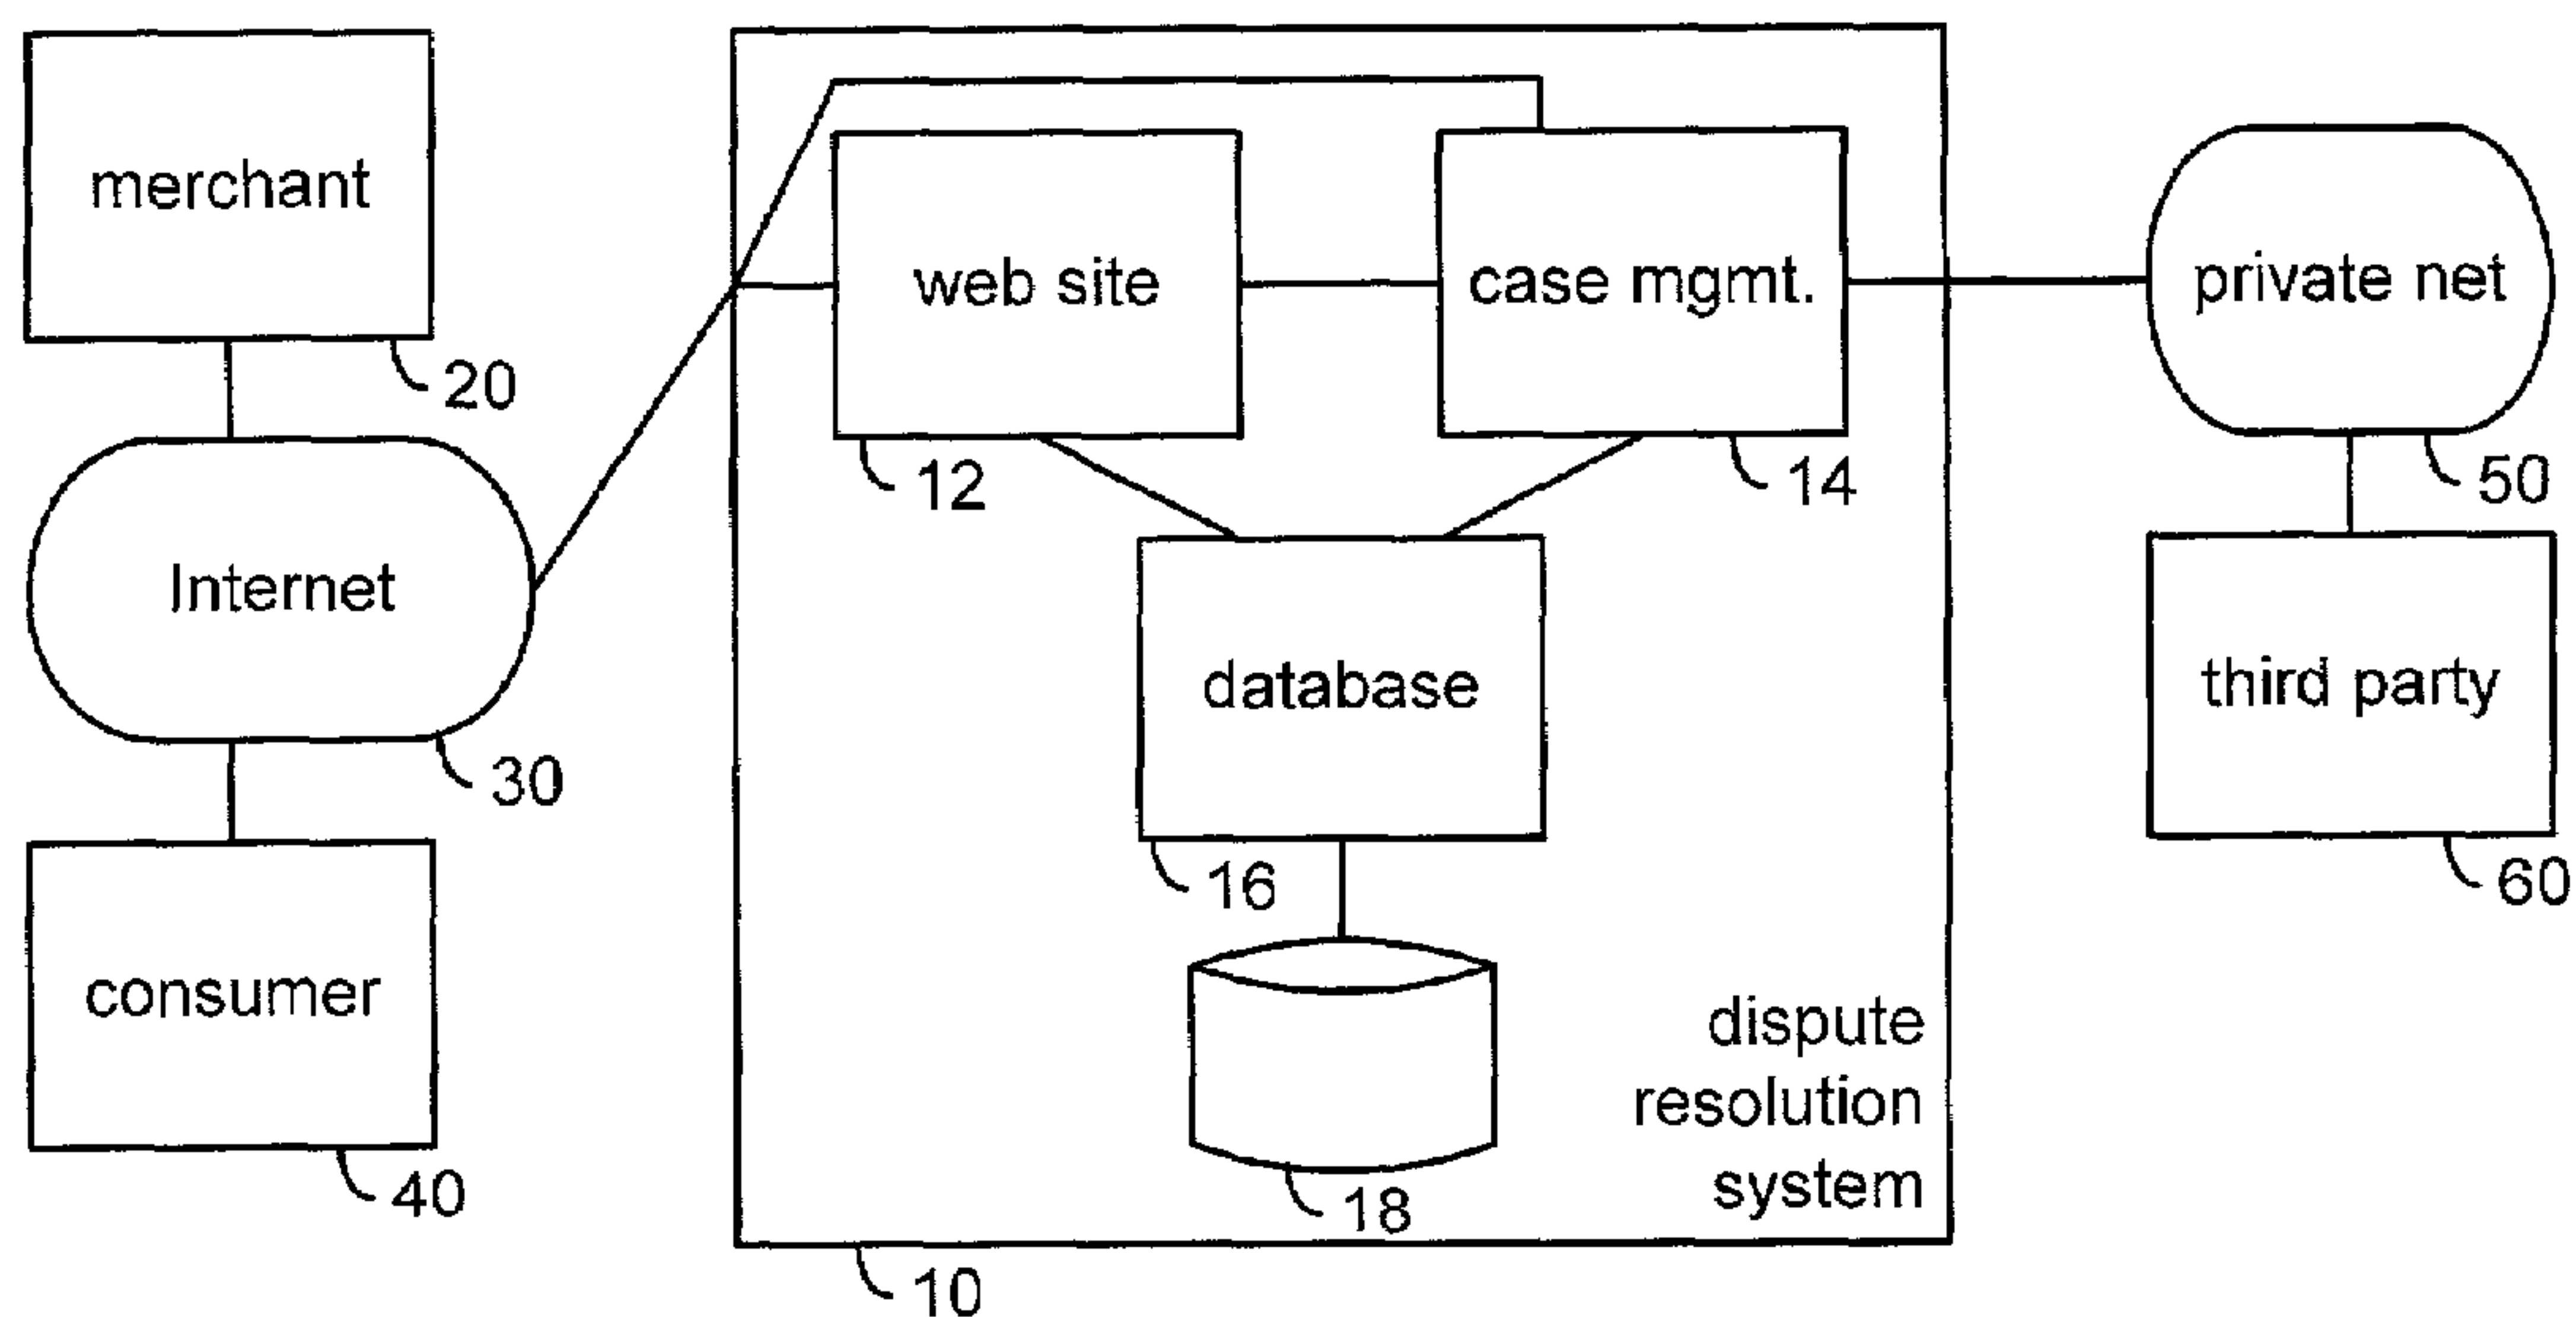 merchant
20
Internet
30
consumer
40
web site
12
case mgmt.
14
database
16
18
dispute
resolution
system
10
private net
50
third party
60